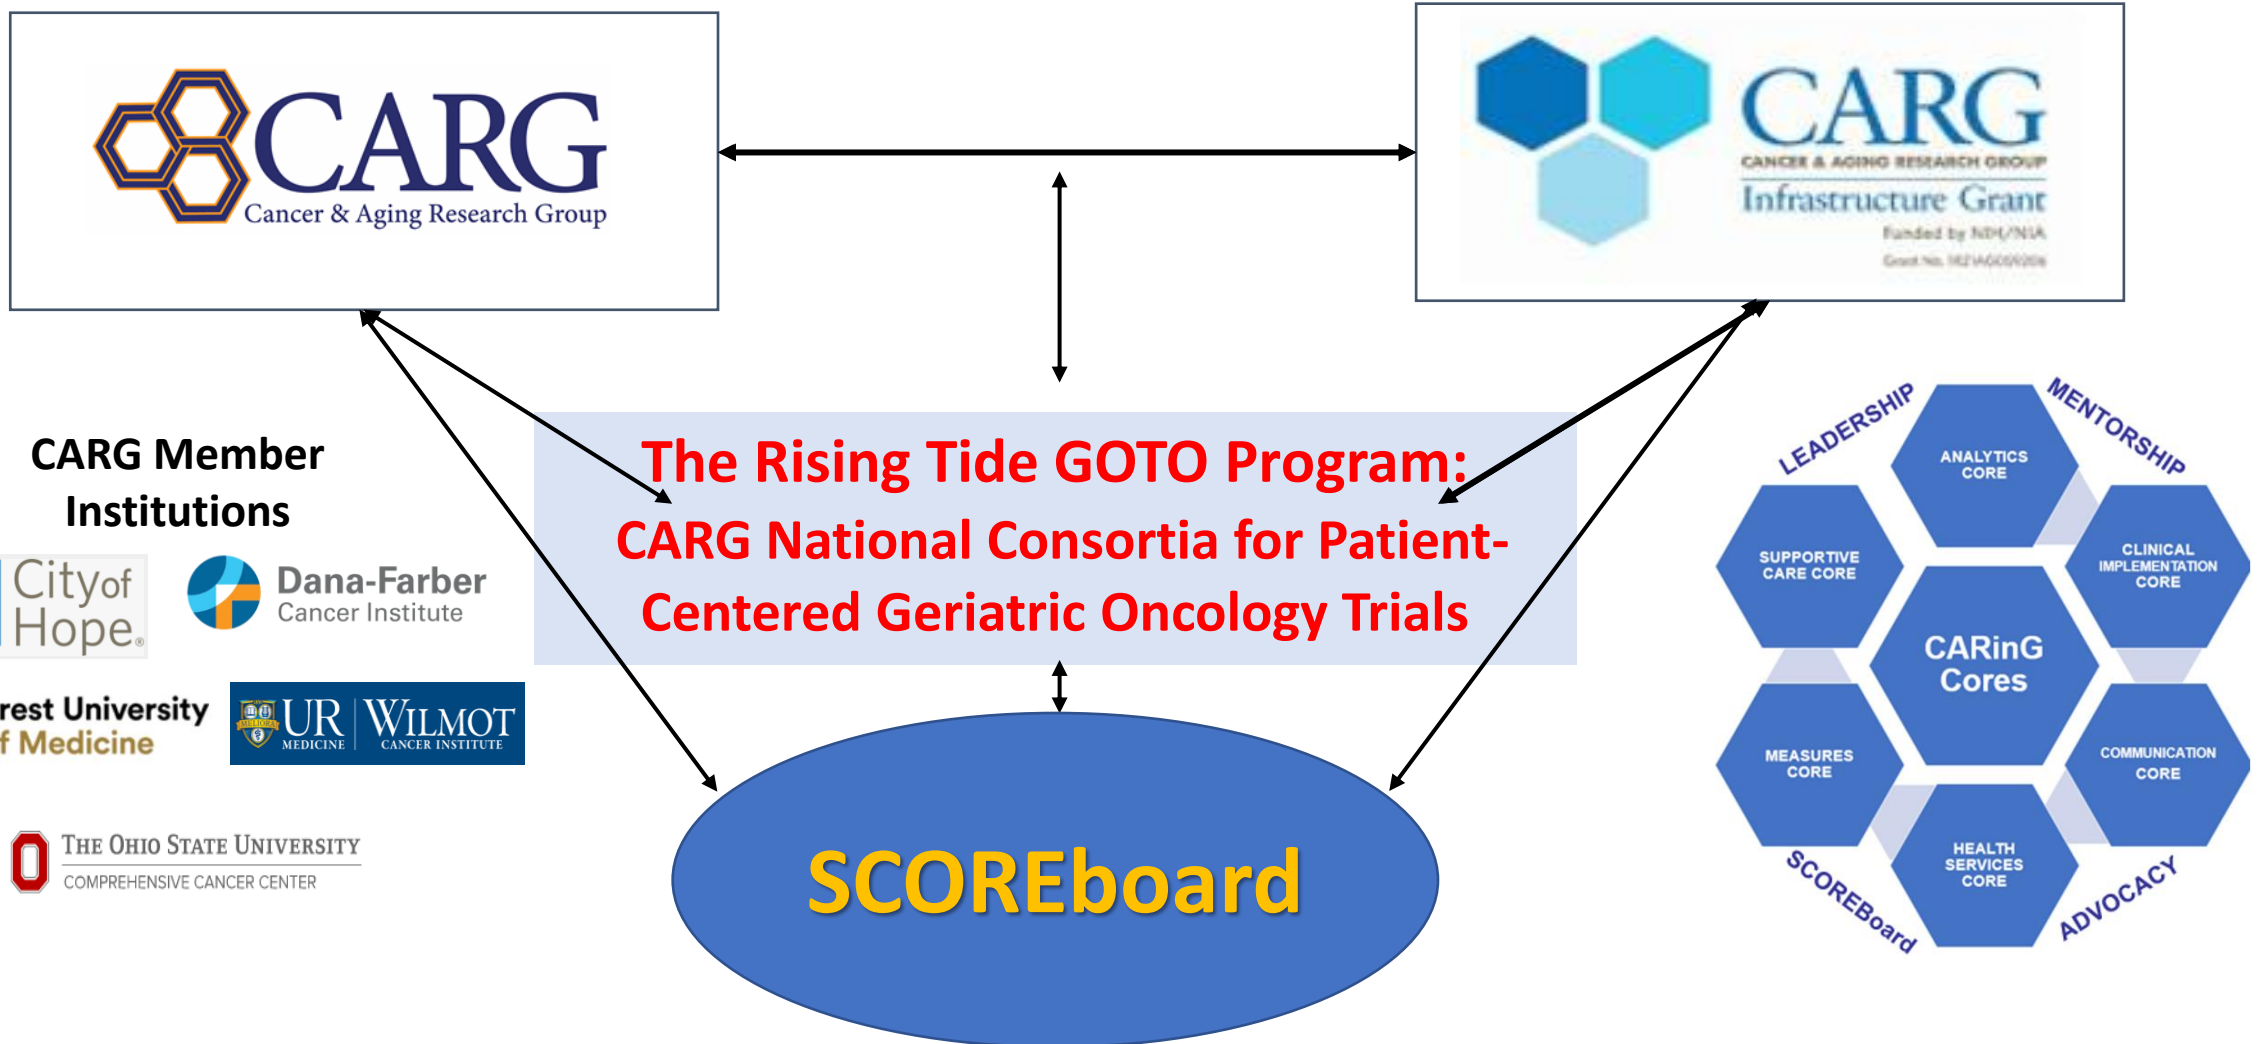 CARG
Cancer & Aging Research Group
CARG
CANCER & AGING RESEARCH GROUP
Infrastructure Grant
Funded by NIH/NIA
Grant No.
CARG Member
Institutions
City of
Hope®
Dana-Farber
Cancer Institute
rest University
f Medicine
MELIORA
UR MEDICINE
WILMOT
CANCER INSTITUTE
THE OHIO STATE UNIVERSITY
COMPREHENSIVE CANCER CENTER
The Rising Tide GOTO Program:
CARG National Consortia for Patient-
Centered Geriatric Oncology Trials
SCOREboard
LEADERSHIP
MENTORSHIP
ANALYTICS
CORE
SUPPORTIVE
CARE CORE
CLINICAL
IMPLEMENTATION
CORE
CARinG
Cores
MEASURES
CORE
COMMUNICATION
CORE
HEALTH
SERVICES
CORE
SCOREBoard
ADVOCACY